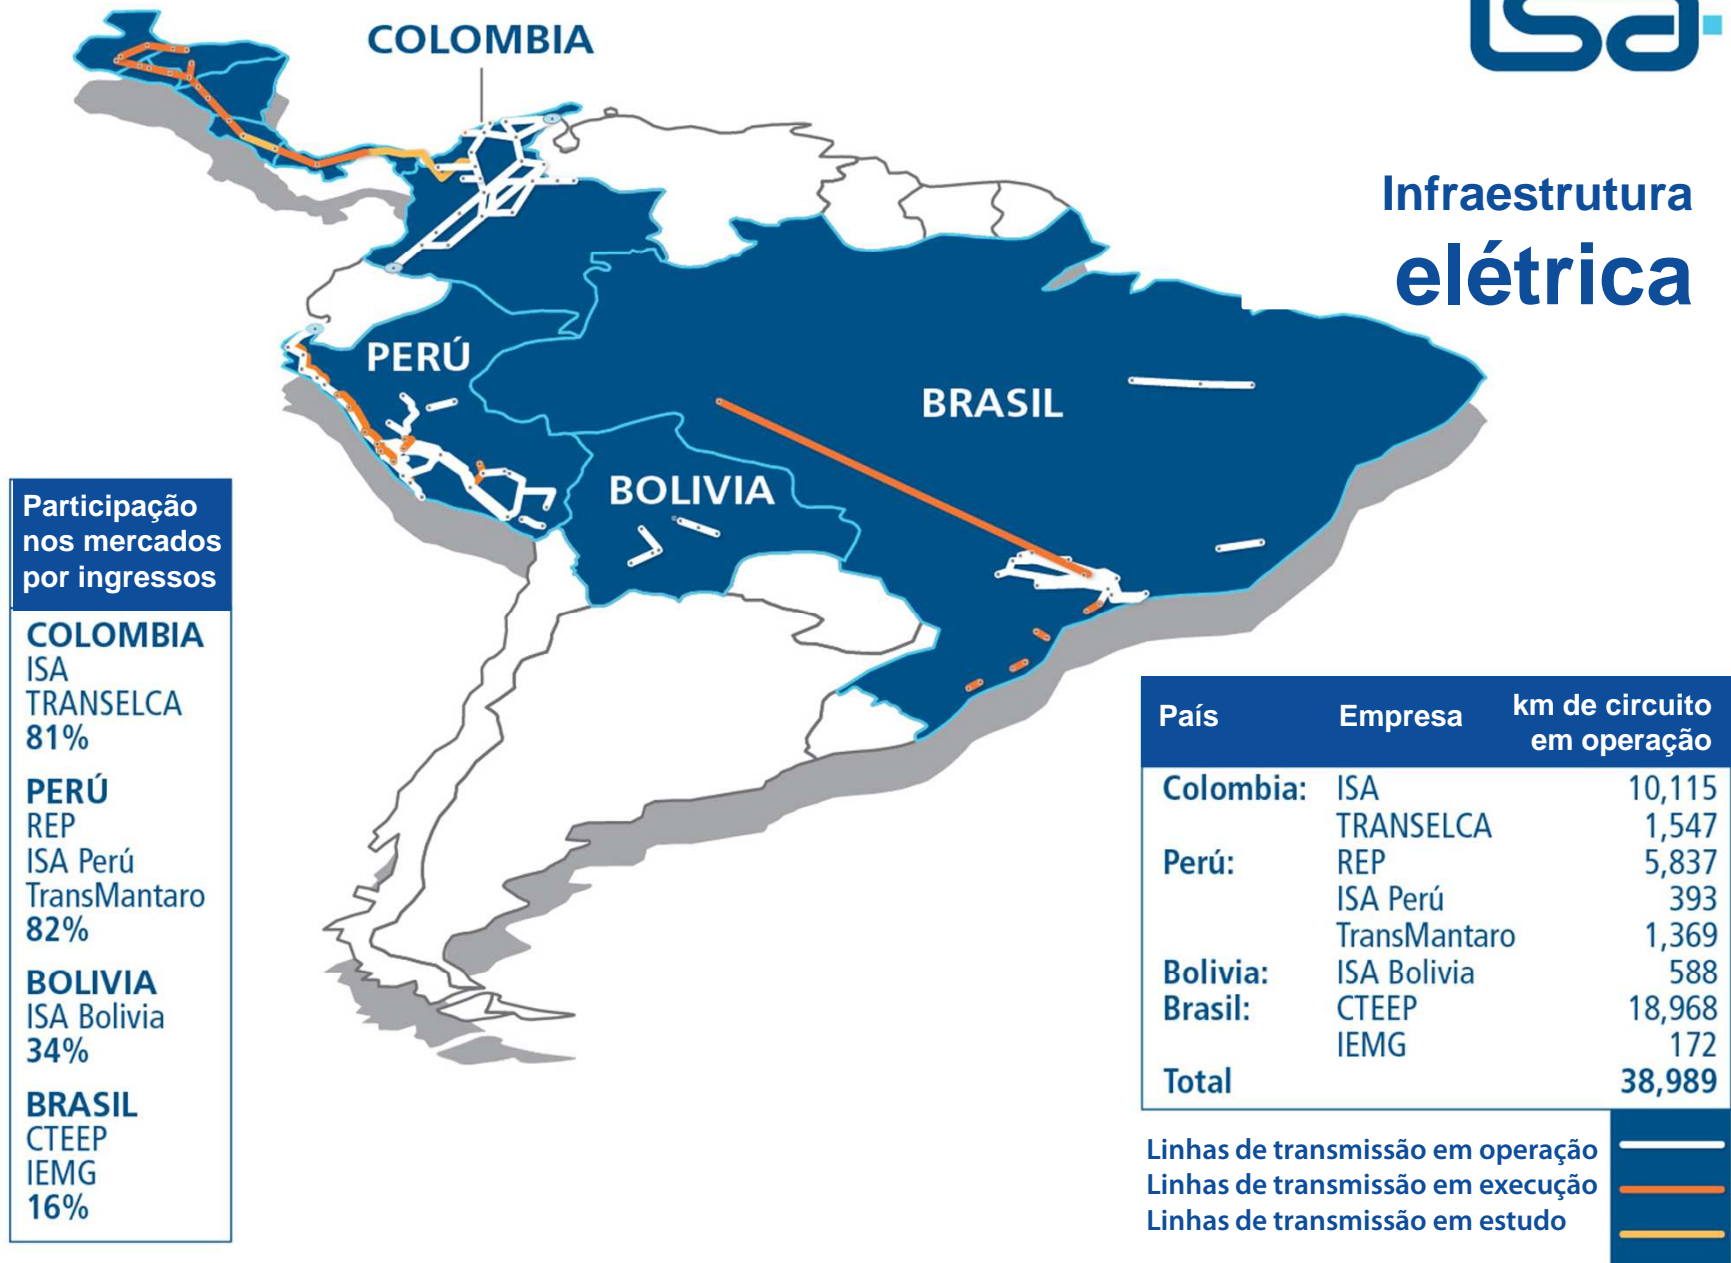 isa
COLOMBIA
Infraestrutura
elétrica
PERÚ
BRASIL
BOLIVIA
Participação
nos mercados
por ingressos
COLOMBIA
ISA
TRANSELCA
81%
PERÚ
REP
ISA Perú
TransMantaro
82%
BOLIVIA
ISA Bolivia
34%
BRASIL
CTEEP
IEMG
16%
País Empresa km de circuito
em operação
Colombia: ISA 10,115
TRANSELCA 1,547
Perú: REP 5,837
ISA Perú 393
TransMantaro 1,369
Bolivia: ISA Bolivia 588
Brasil: CTEEP 18,968
IEMG 172
Total 38,989
Linhas de transmissão em operação
Linhas de transmissão em execução
Linhas de transmissão em estudo